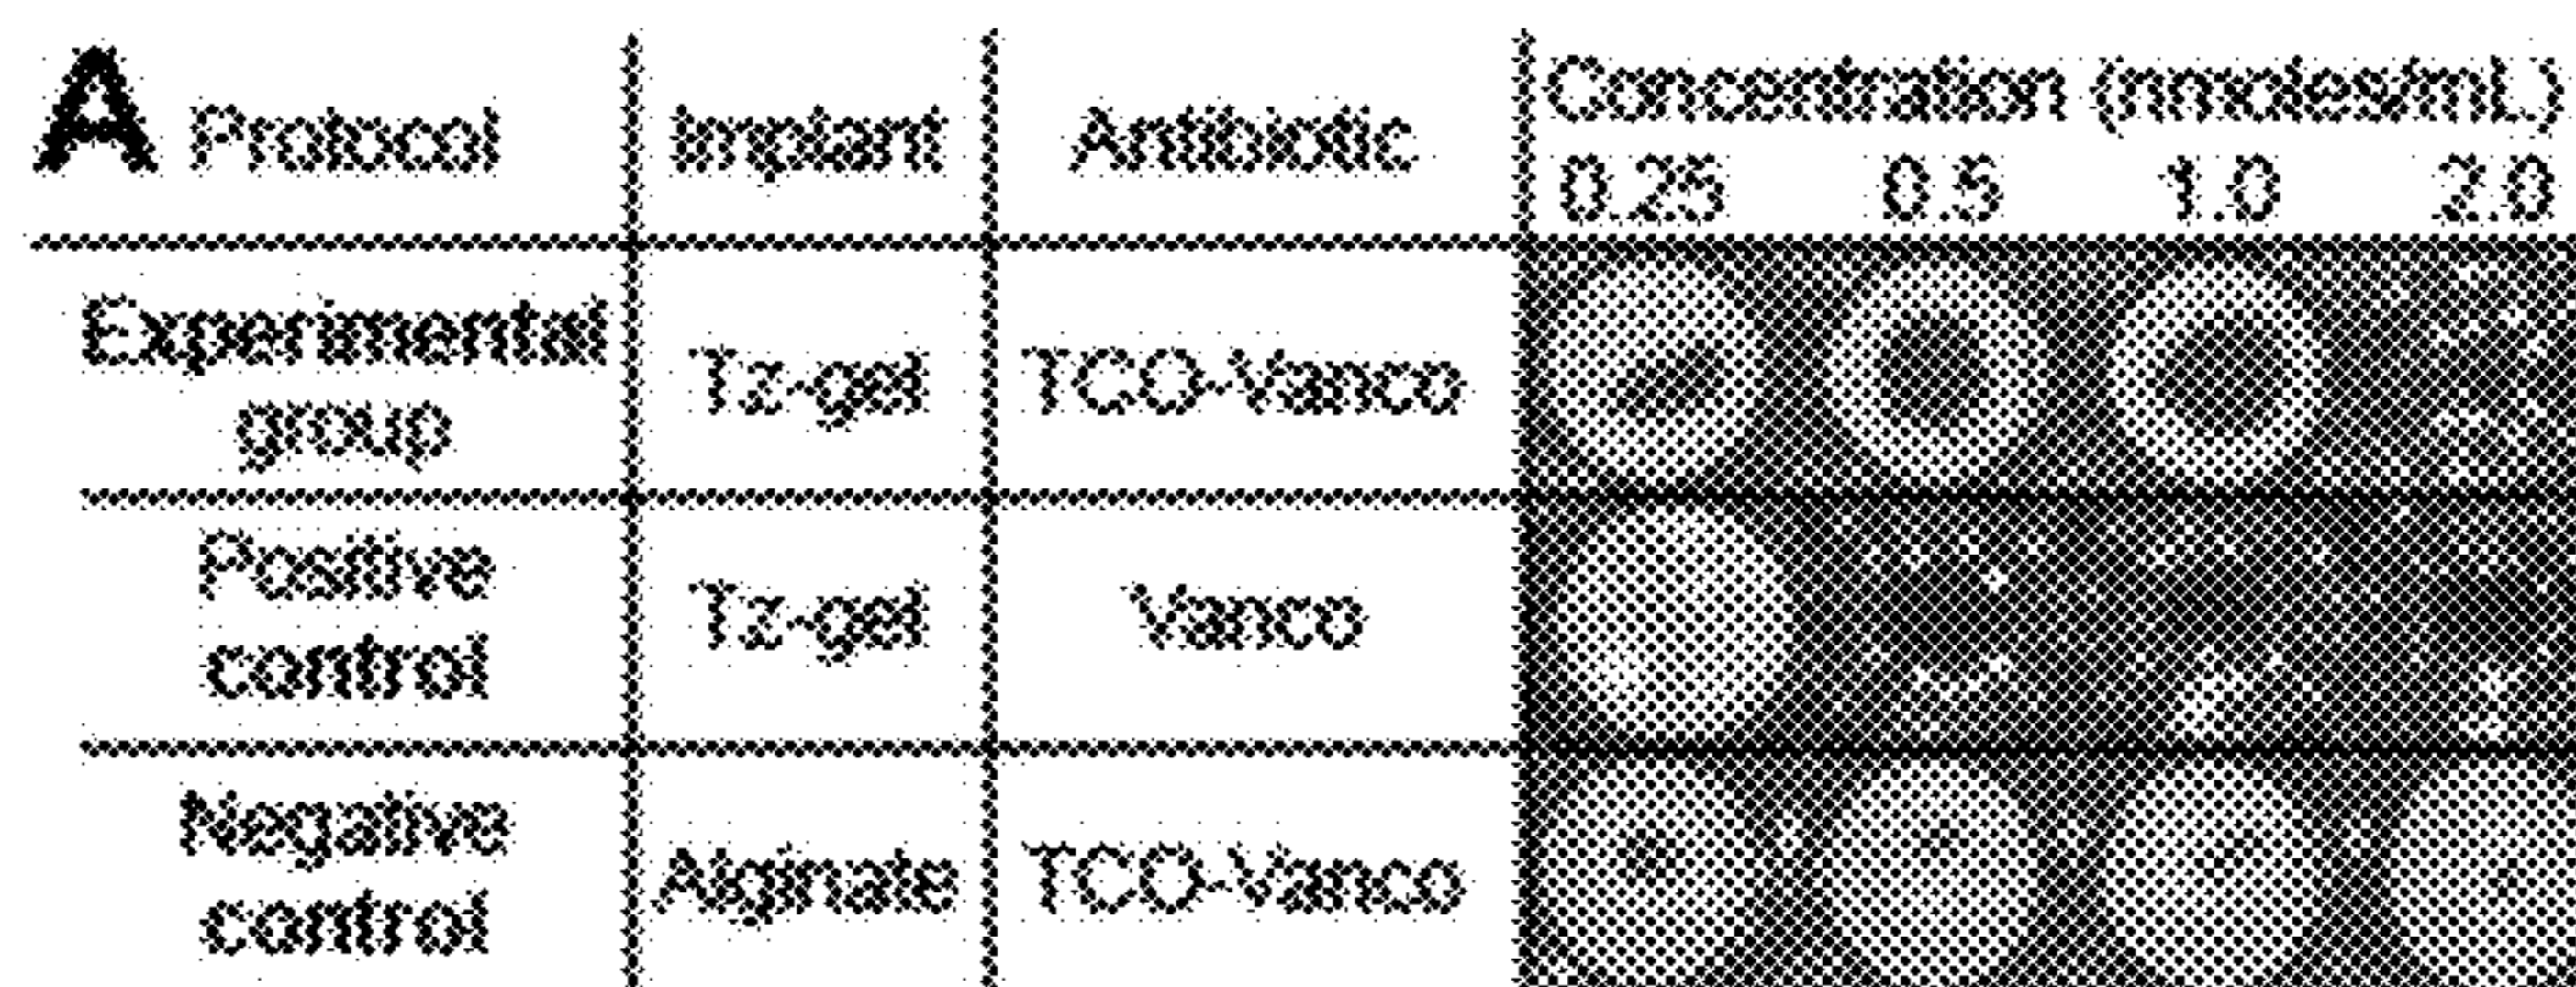 A Protocol Implant Antibiotic Concentration (nmoles/mL)
0.25 0.5 1.0 2.0
Experimental
group
Tz-gel TCO-Vanco
Positive
control
Tz-gel Vanco
Negative
control
Alginate TCO-Vanco